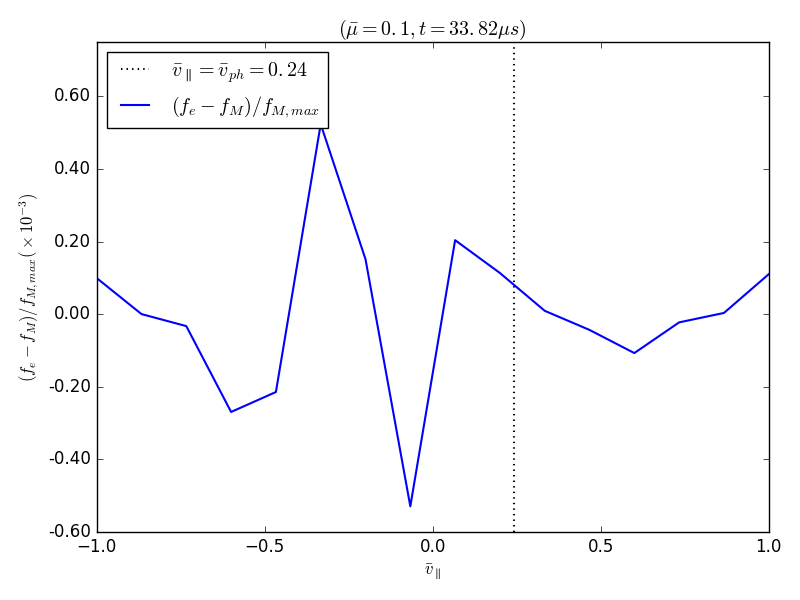 (μ̄ = 0.1, t = 33.82μs)
v̄∥ = v̄ph = 0.24
(fe − fM)/fM,max
0.60
0.40
0.20
0.00
-0.20
-0.40
-0.60
(fe − fM)/fM,max(×10⁻³)
−1.0 −0.5 0.0 0.5 1.0
v̄∥